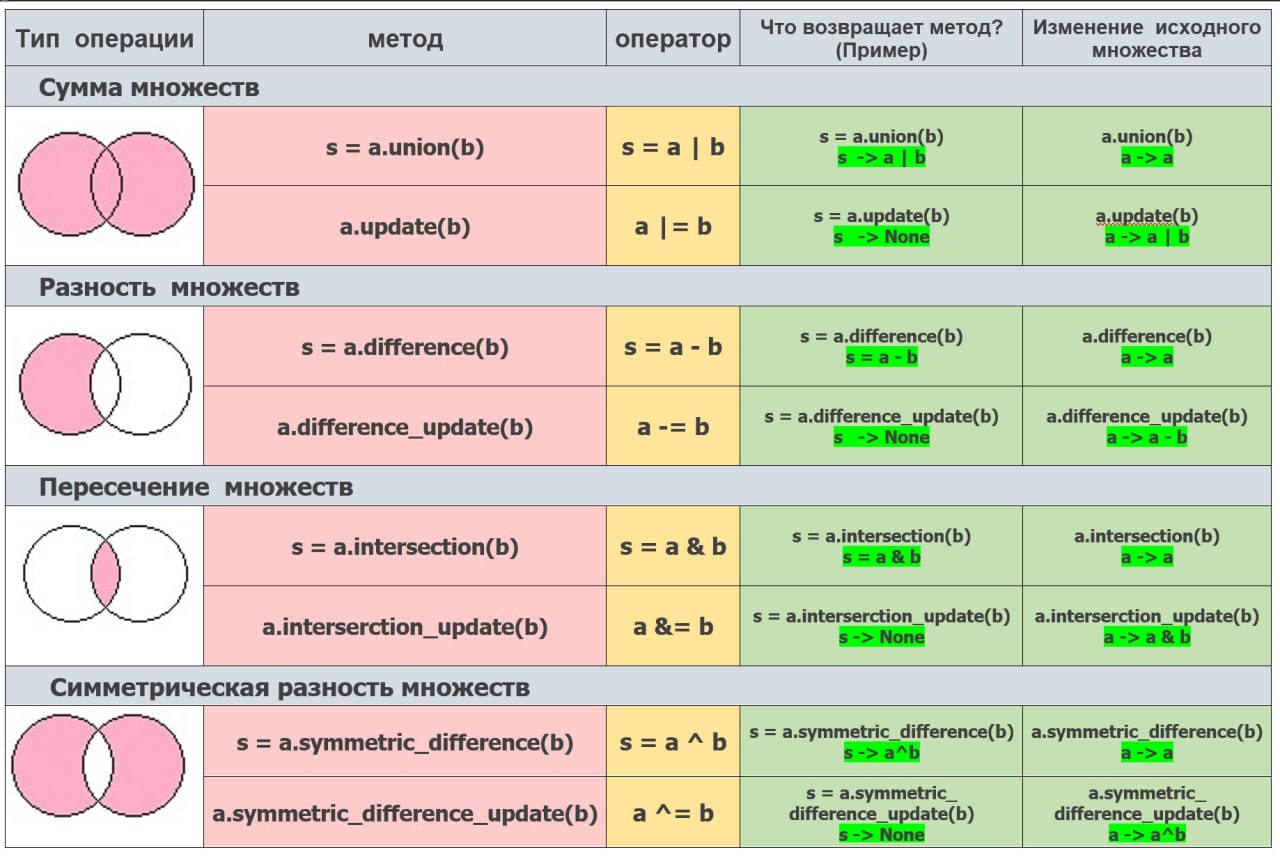 Тип операции
метод
оператор
Что возвращает метод?
(Пример)
Изменение исходного
множества
Сумма множеств
s = a.union(b)
s = a | b
s = a.union(b)
s -> a | b
a.union(b)
a -> a
a.update(b)
a |= b
s = a.update(b)
s -> None
a.update(b)
a -> a | b
Разность множеств
s = a.difference(b)
s = a - b
s = a.difference(b)
s = a - b
a.difference(b)
a -> a
a.difference_update(b)
a -= b
s = a.difference_update(b)
s -> None
a.difference_update(b)
a -> a - b
Пересечение множеств
s = a.intersection(b)
s = a & b
s = a.intersection(b)
s = a & b
a.intersection(b)
a -> a
a.interserction_update(b)
a &= b
s = a.interserction_update(b)
s -> None
a.interserction_update(b)
a -> a & b
Симметрическая разность множеств
s = a.symmetric_difference(b)
s = a ^ b
s = a.symmetric_difference(b)
s -> a^b
a.symmetric_difference(b)
a -> a
a.symmetric_difference_update(b)
a ^= b
s = a.symmetric_
difference_update(b)
s -> None
a.symmetric_
difference_update(b)
a -> a^b